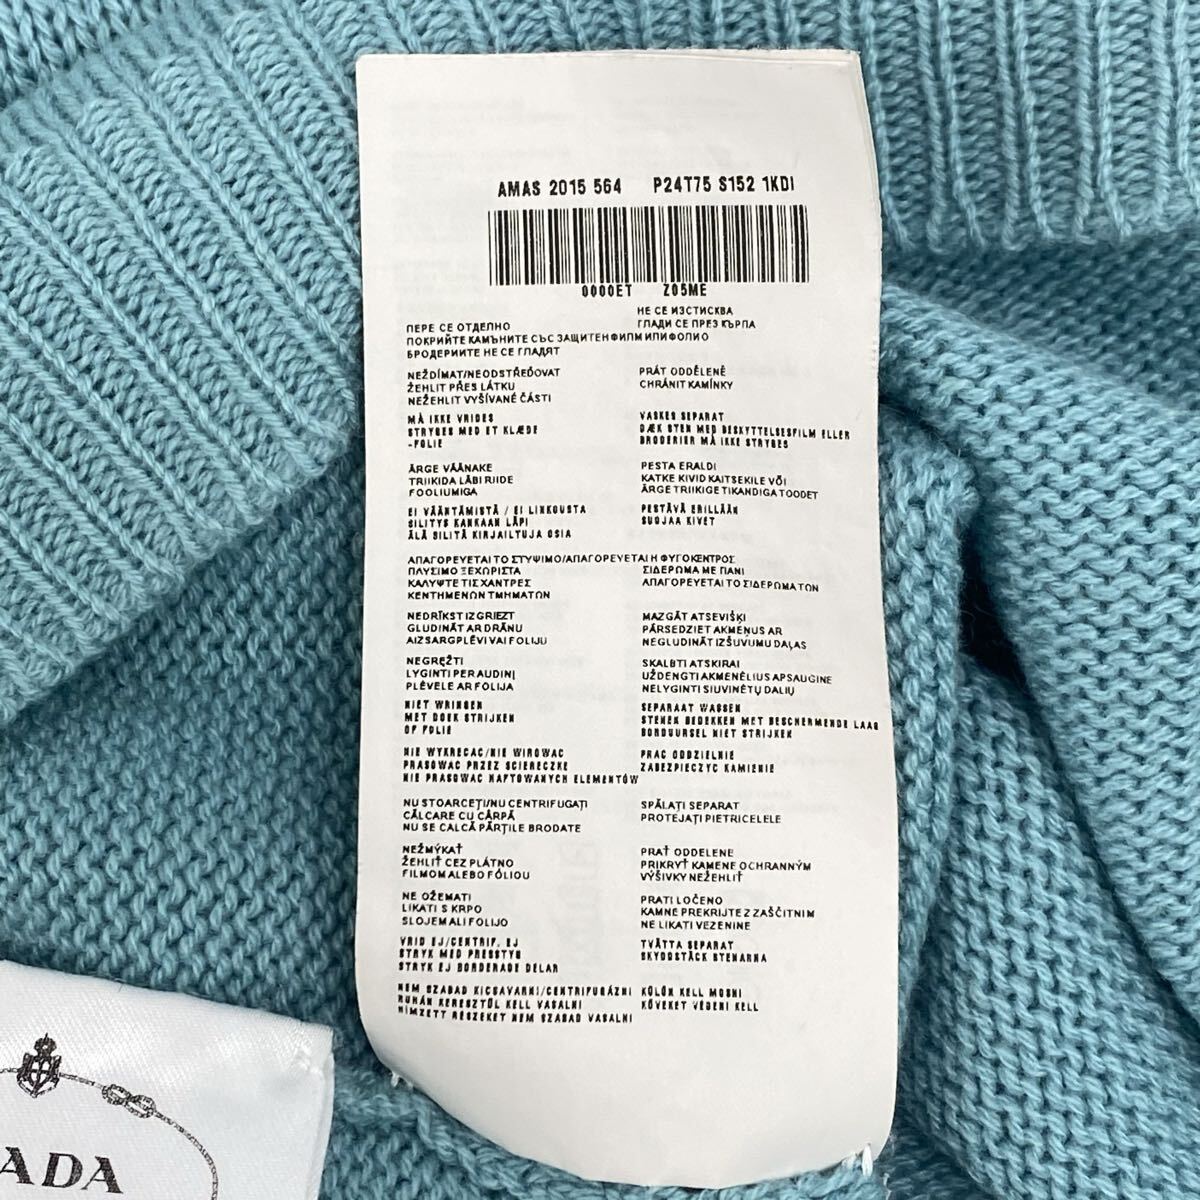 AMAS 2015 564 P24T75 S152 1KDI
0000ET Z05ME
НЕ СЕ ИЗСТИСКВА
ПЕРЕ СЕ ОТДЕЛНО ГЛАДИ СЕ ПРЕЗ КЪРПА
ПОКРИЙТЕ КАМЪНИТЕ СЪС ЗАЩИТЕН ФИЛМ ИЛИ ФОЛИО
БРОДЕРИИТЕ НЕ СЕ ГЛАДЯТ
NEŽDÍMAT/NEODSTŘEĎOVAT PRÁT ODDĚLENĚ
ŽEHLIT PŘES LÁTKU CHRÁNIT KAMÍNKY
NEŽEHLIT VYŠÍVANÉ ČÁSTI
MÅ IKKE VRIDES VASKES SEPARAT
STRYGES MED ET KLÆDE DÆK STEN MED BESKYTTELSESFILM ELLER
-FOLIE BRODERIER MÅ IKKE STRYGES
ÄRGE VÄÄNAKE PESTA ERALDI
TRIIKIDA LÄBI RIIDE KATKE KIVID KAITSEKILE VÕI
FOOLIUMIGA ÄRGE TRIIKIGE TIKANDIGA TOODET
EI VÄÄNTÄMISTÄ / EI LINKOUSTA PESTÄVÄ ERILLÄÄN
SILITYS KANKAAN LÄPI SUOJAA KIVET
ÄLÄ SILITÄ KIRJAILTUJA OSIA
ΑΠΑΓΟΡΕΥΕΤΑΙ ΤΟ ΣΤΥΨΙΜΟ/ΑΠΑΓΟΡΕΥΕΤΑΙ Η ΦΥΓΟΚΕΝΤΡΟΣ
ΠΛΥΣΙΜΟ ΞΕΧΩΡΙΣΤΑ ΣΙΔΕΡΩΜΑ ΜΕ ΠΑΝΙ
ΚΑΛΥΨΤΕ ΤΙΣ ΧΑΝΤΡΕΣ ΑΠΑΓΟΡΕΥΕΤΑΙ ΤΟ ΣΙΔΕΡΩΜΑ ΤΩΝ
ΚΕΝΤΗΜΕΝΩΝ ΤΜΗΜΑΤΩΝ
NEDRĪKST IZGRIEZT MAZGĀT ATSEVIŠĶI
GLUDINĀT AR DRĀNU PĀRSEDZIET AKMEŅUS AR
AIZSARGPLĒVI VAI FOLIJU NEGLUDINĀT IZŠUVUMU DAĻAS
NEGRĘŽTI SKALBTI ATSKIRAI
LYGINTI PER AUDINĮ UŽDENGTI AKMENĖLIUS APSAUGINE
PLĖVELE AR FOLIJA NELYGINTI SIUVINĖTŲ DALIŲ
NIET WRINGEN SEPARAAT WASSEN
MET DOEK STRIJKEN STENEN BEDEKKEN MET BESCHERMENDE LAAG
OF FOLIE BORDUURSEL NIET STRIJKEN
NIE WYKRECAC/NIE WIROWAC PRAC ODDZIELNIE
PRASOWAC PRZEZ SCIERECZKE ZABEZPIECZYC KAMIENIE
NIE PRASOWAC HAFTOWANYCH ELEMENTÓW
NU STOARCEȚI/NU CENTRIFUGAȚI SPĂLAȚI SEPARAT
CĂLCARE CU CÂRPĂ PROTEJAȚI PIETRICELELE
NU SE CALCĂ PĂRȚILE BRODATE
NEŽMÝKAŤ PRAŤ ODDELENE
ŽEHLIŤ CEZ PLÁTNO PRIKRYŤ KAMENE OCHRANNÝM
FILMOM ALEBO FÓLIOU VÝŠIVKY NEŽEHLIŤ
NE OŽEMATI PRATI LOČENO
LIKATI S KRPO KAMNE PREKRIJTE Z ZAŠČITNIM
SLOJEM ALI FOLIJO NE LIKATI VEZENINE
VRID EJ/CENTRIF. EJ TVÄTTA SEPARAT
STRYK MED PRESSTYG SKYDDSTÄCK STENARNA
STRYK EJ BORDERADE DELAR
NEM SZABAD KICSAVARNI/CENTRIFUGÁZNI KÜLÖN KELL MOSNI
RUHÁN KERESZTÜL KELL VASALNI KÖVEKET VÉDENI KELL
HÍMZETT RÉSZEKET NEM SZABAD VASALNI
ADA